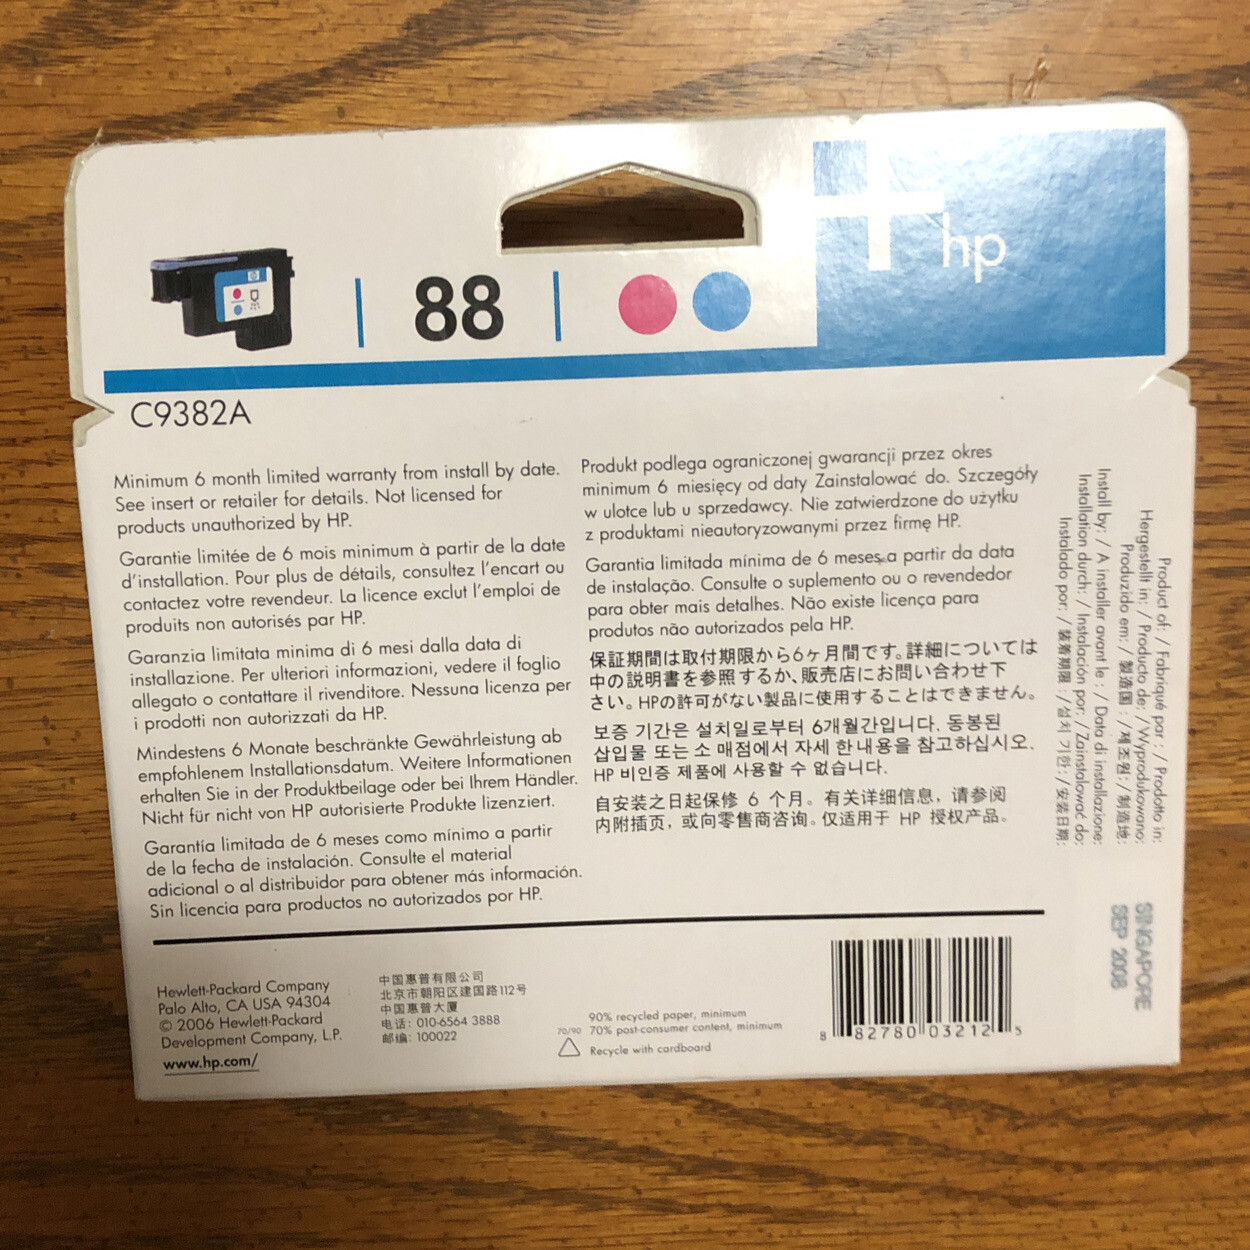 hp
88
C9382A
Minimum 6 month limited warranty from install by date.
See insert or retailer for details. Not licensed for
products unauthorized by HP.
Garantie limitée de 6 mois minimum à partir de la date
d'installation. Pour plus de détails, consultez l'encart ou
contactez votre revendeur. La licence exclut l'emploi de
produits non autorisés par HP.
Garanzia limitata minima di 6 mesi dalla data di
installazione. Per ulteriori informazioni, vedere il foglio
allegato o contattare il rivenditore. Nessuna licenza per
i prodotti non autorizzati da HP.
Mindestens 6 Monate beschränkte Gewährleistung ab
empfohlenem Installationsdatum. Weitere Informationen
erhalten Sie in der Produktbeilage oder bei Ihrem Händler.
Nicht für nicht von HP autorisierte Produkte lizenziert.
Garantía limitada de 6 meses como mínimo a partir
de la fecha de instalación. Consulte el material
adicional o al distribuidor para obtener más información.
Sin licencia para productos no autorizados por HP.
Produkt podlega ograniczonej gwarancji przez okres
minimum 6 miesięcy od daty Zainstalować do. Szczegóły
w ulotce lub u sprzedawcy. Nie zatwierdzone do użytku
z produktami nieautoryzowanymi przez firmę HP.
Garantia limitada mínima de 6 meses a partir da data
de instalação. Consulte o suplemento ou o revendedor
para obter mais detalhes. Não existe licença para
produtos não autorizados pela HP.
保証期間は取付期限から6ヶ月間です。詳細については
中の説明書を参照するか、販売店にお問い合わせ下
さい。HPの許可がない製品に使用することはできません。
보증 기간은 설치일로부터 6개월간입니다. 동봉된
삽입물 또는 소 매점에서 자세 한 내용을 참고하십시오.
HP 비인증 제품에 사용할 수 없습니다.
自安装之日起保修 6 个月。有关详细信息，请参阅
内附插页，或向零售商咨询。仅适用于 HP 授权产品。
Product of: / Fabriqué par : / Prodotto in:
Hergestellt in: / Producto de: / Wyprodukowano:
Produzido em: / 製造国 : / 제조원: / 制造地:
Install by: / A installer avant le : / Data di installazione:
Installation durch: / Instalación por: / Zainstalować do:
Instalado por: / 装着期限 : / 설치 기한: / 安装日期:
SINGAPORE
SEP 2008
Hewlett-Packard Company
Palo Alto, CA USA 94304
© 2006 Hewlett-Packard
Development Company, L.P.
www.hp.com/
中国惠普有限公司
北京市朝阳区建国路112号
中国惠普大厦
电话: 010-6564 3888
邮编: 100022
90% recycled paper, minimum
70/90 70% post-consumer content, minimum
Recycle with cardboard
8 82780 03212 5